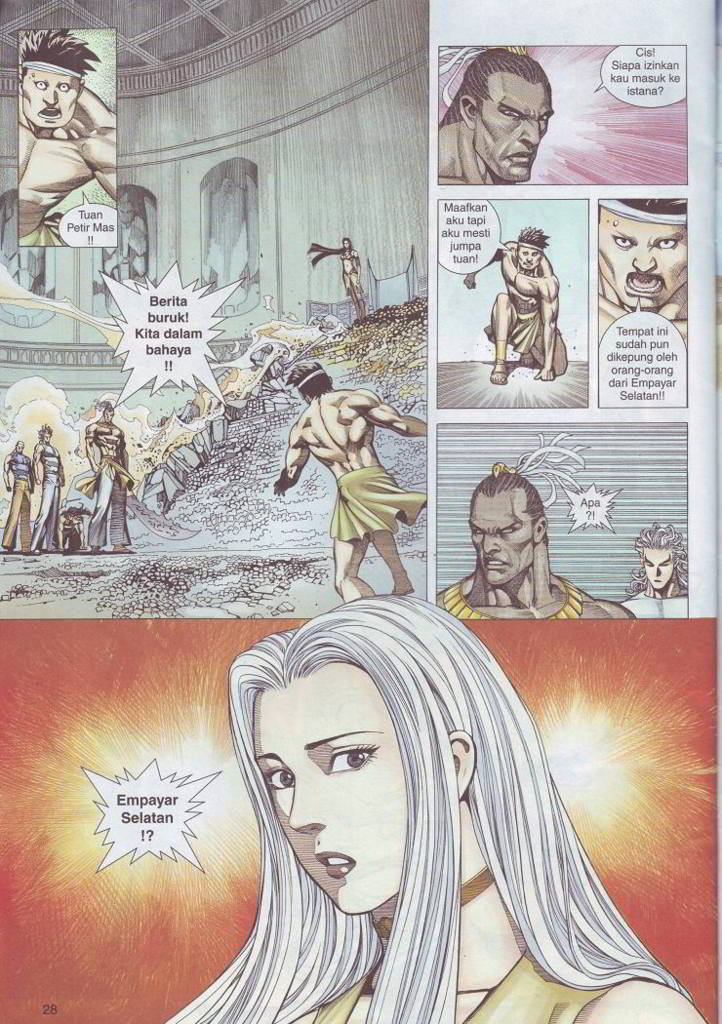 Tuan
Petir Mas
!!
Berita
buruk!
Kita dalam
bahaya
!!
Cis!
Siapa izinkan
kau masuk ke
istana?
Maafkan
aku tapi
aku mesti
jumpa
tuan!
Tempat ini
sudah pun
dikepung oleh
orang-orang
dari Empayar
Selatan!!
Apa
?!
Empayar
Selatan
!?
28